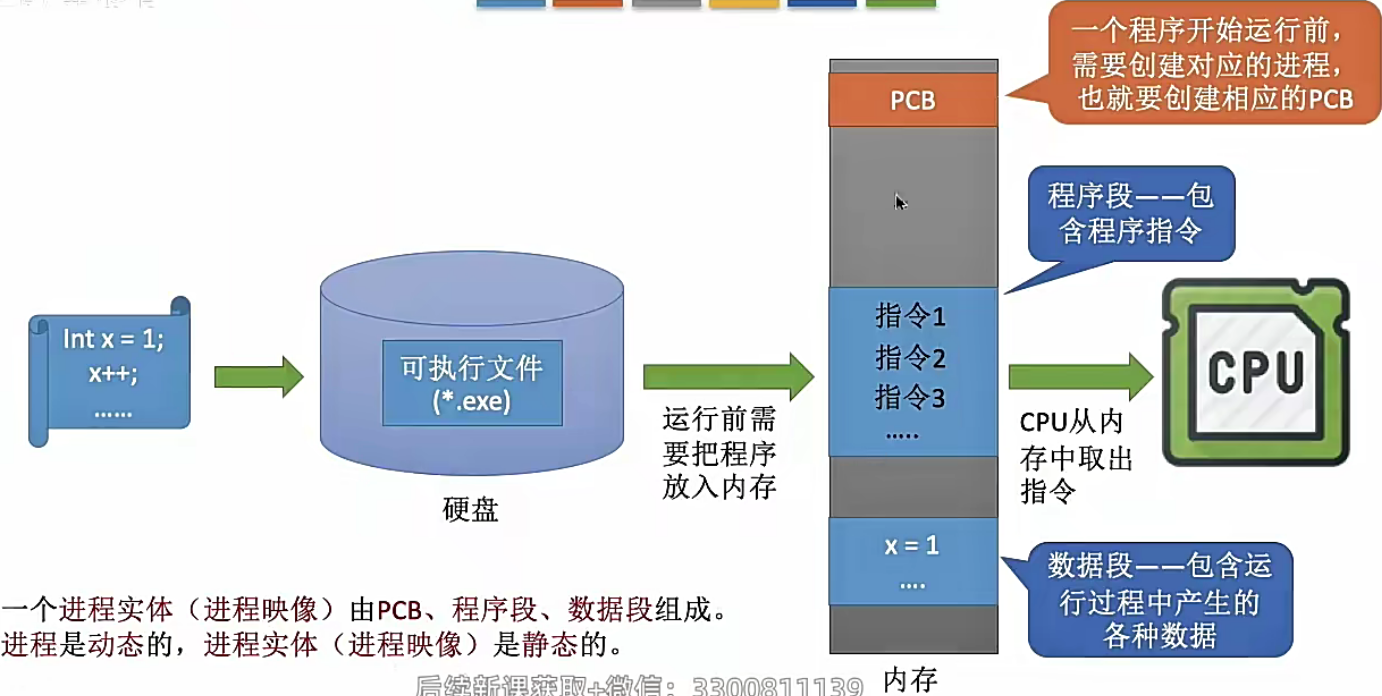 一个程序开始运行前，
需要创建对应的进程，
也就要创建相应的PCB
PCB
程序段——包
含程序指令
Int x = 1;
x++;
……
可执行文件
(*.exe)
硬盘
运行前需
要把程序
放入内存
指令1
指令2
指令3
.....
CPU从内
存中取出
指令
CPU
x = 1
....
数据段——包含运
行过程中产生的
各种数据
内存
一个进程实体（进程映像）由PCB、程序段、数据段组成。
进程是动态的，进程实体（进程映像）是静态的。
后续新课获取+微信：3300811139